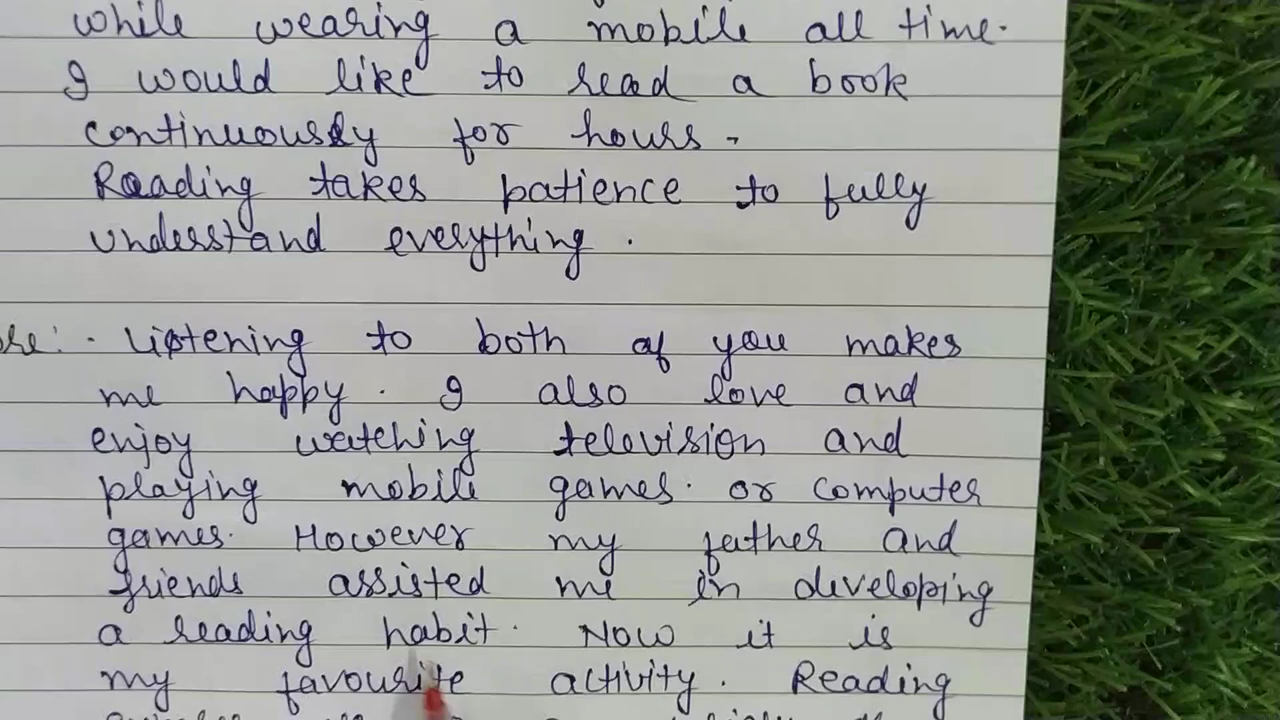 while wearing a mobile all time.
I would like to read a book
continuously for hours -
Reading takes patience to fully
understand everything .
re: . Listening to both of you makes
me happy . I also love and
enjoy watching television and
playing mobile games. or computer
games. However my father and
friends assisted me in developing
a reading habit. Now it is
my favourite activity. Reading